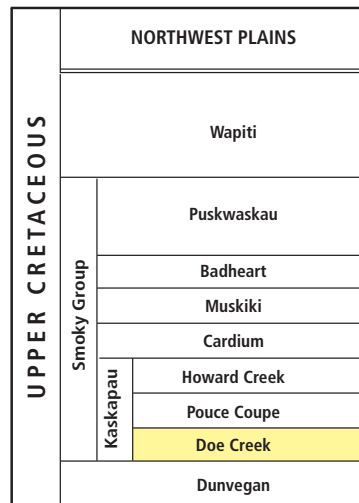 UPPER CRETACEOUS
NORTHWEST PLAINS
Wapiti
Smoky Group
Puskwaskau
Badheart
Muskiki
Cardium
Kaskapau
Howard Creek
Pouce Coupe
Doe Creek
Dunvegan